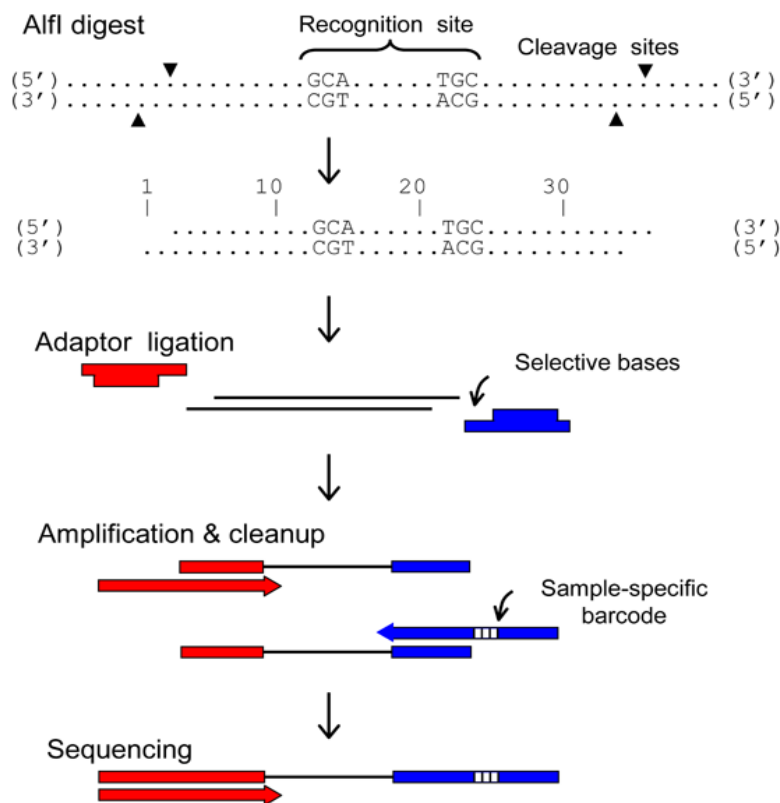 AlfI digest
Recognition site
Cleavage sites
(5′) .................GCA......TGC................. (3′)
(3′) .................CGT......ACG................. (5′)
1 10 20 30
(5′) ..........GCA......TGC............ (3′)
(3′) ............CGT......ACG.......... (5′)
Adaptor ligation
Selective bases
Amplification & cleanup
Sample-specific
barcode
Sequencing